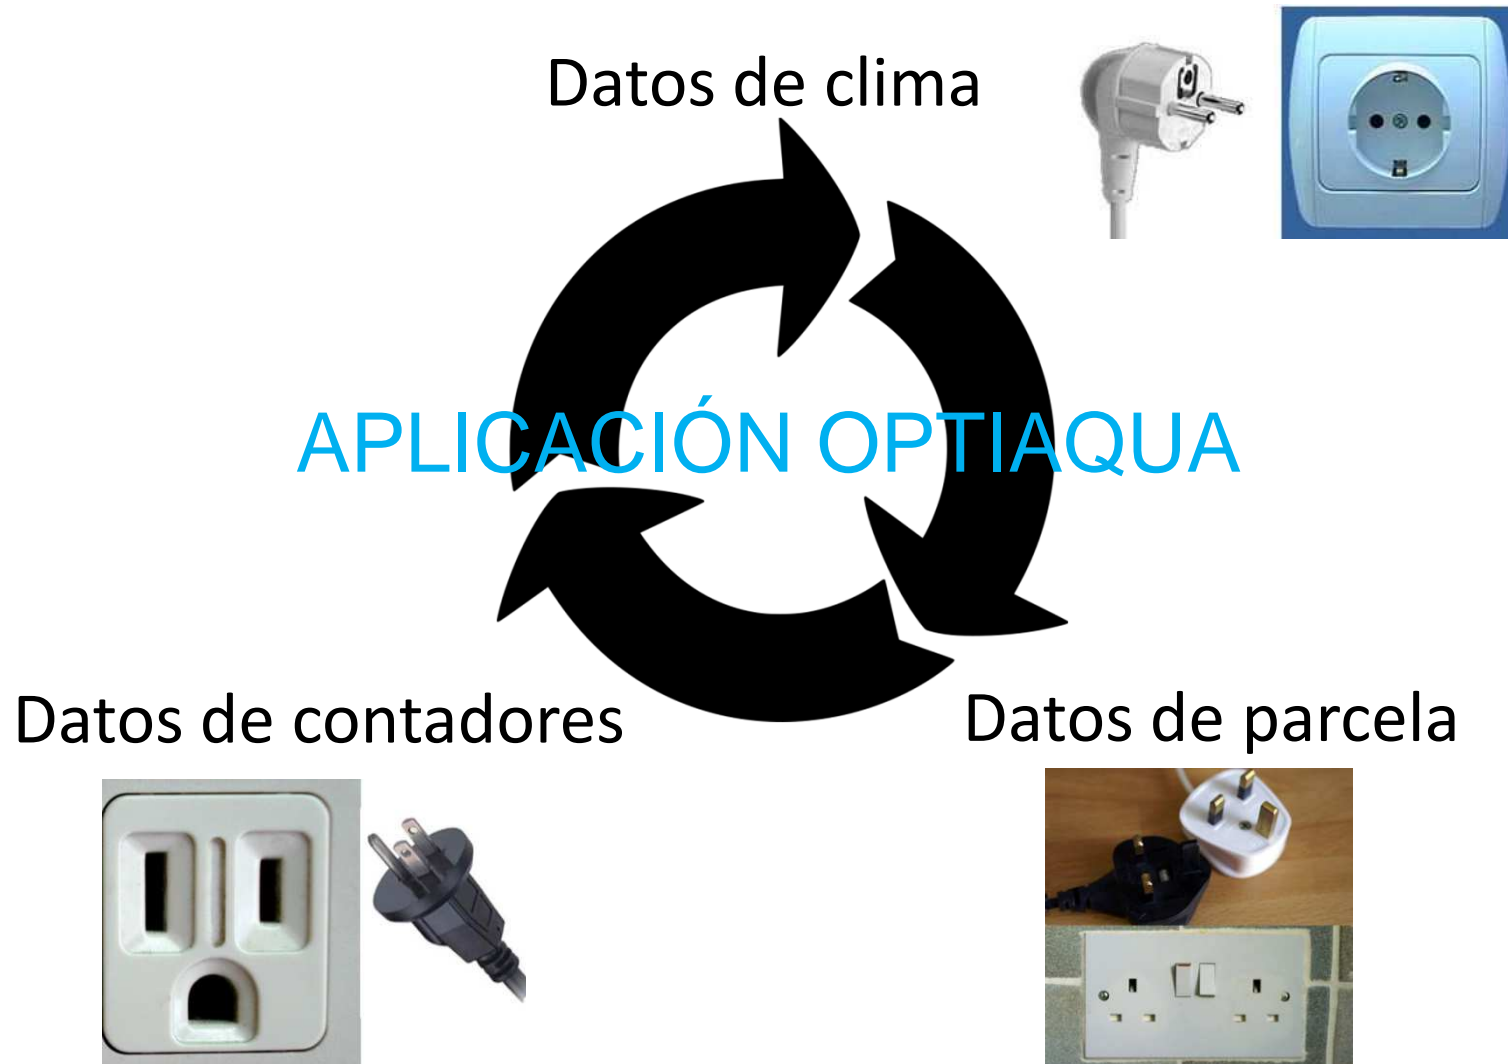 Datos de clima
APLICACIÓN OPTIAQUA
Datos de contadores
Datos de parcela